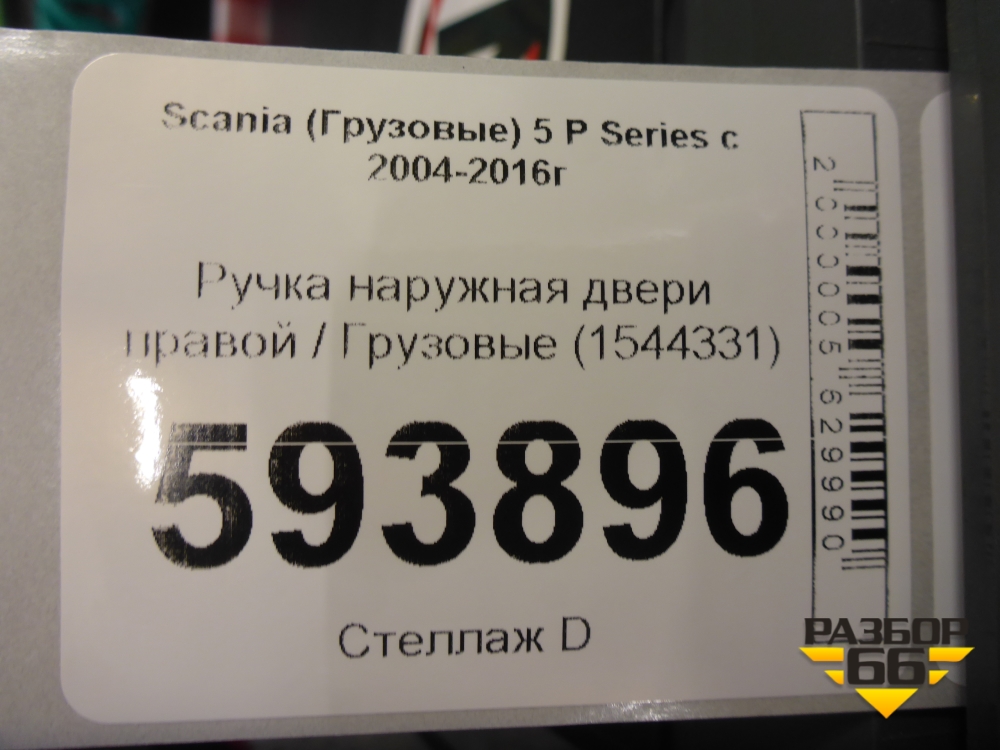 Scania (Грузовые) 5 P Series с
2004-2016г
Ручка наружная двери
правой / Грузовые (1544331)
593896
Стеллаж D
2000005629990
РАЗБОР
66